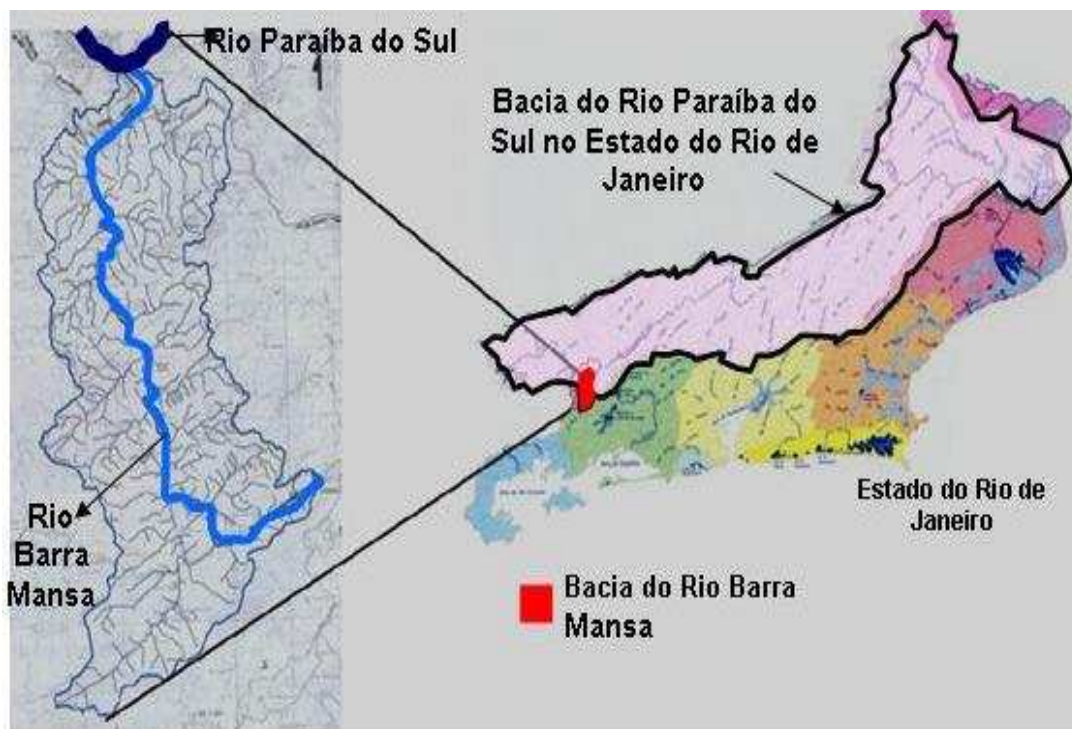 Rio Paraíba do Sul
Bacia do Rio Paraíba do
Sul no Estado do Rio de
Janeiro
Rio
Barra
Mansa
Estado do Rio de
Janeiro
Bacia do Rio Barra
Mansa